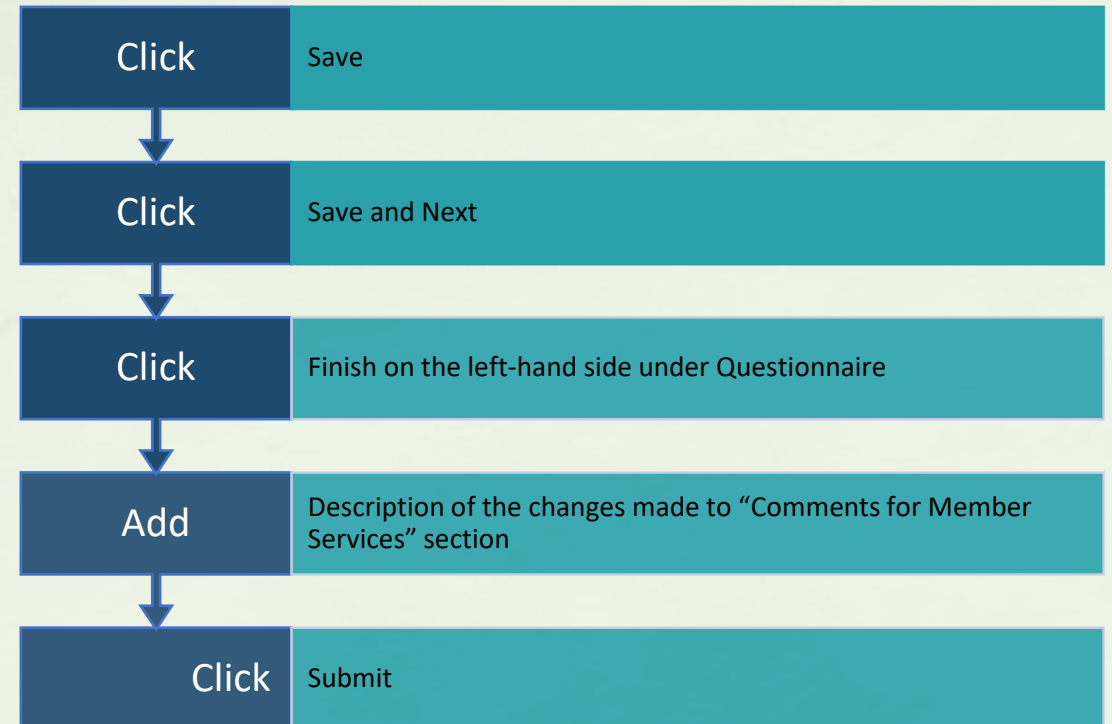 Click
Save
Click
Save and Next
Click
Finish on the left-hand side under Questionnaire
Add
Description of the changes made to “Comments for Member
Services” section
Click
Submit